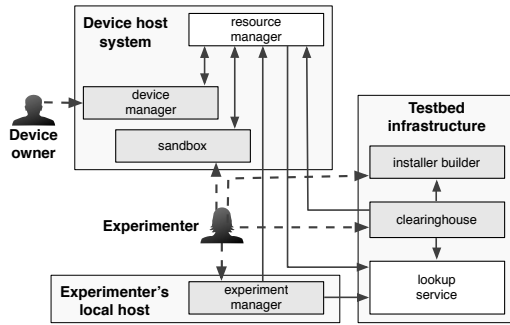 Device host
system
resource
manager
device
manager
Device
owner
sandbox
Testbed
infrastructure
installer builder
Experimenter
clearinghouse
lookup
service
Experimenter's
local host
experiment
manager